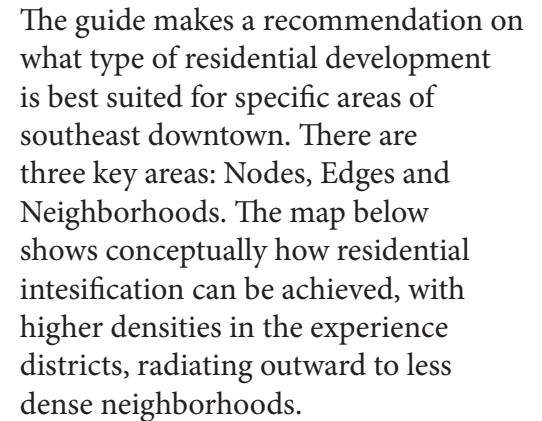 The guide makes a recommendation on
what type of residential development
is best suited for specific areas of
southeast downtown. There are
three key areas: Nodes, Edges and
Neighborhoods. The map below
shows conceptually how residential
intesification can be achieved, with
higher densities in the experience
districts, radiating outward to less
dense neighborhoods.